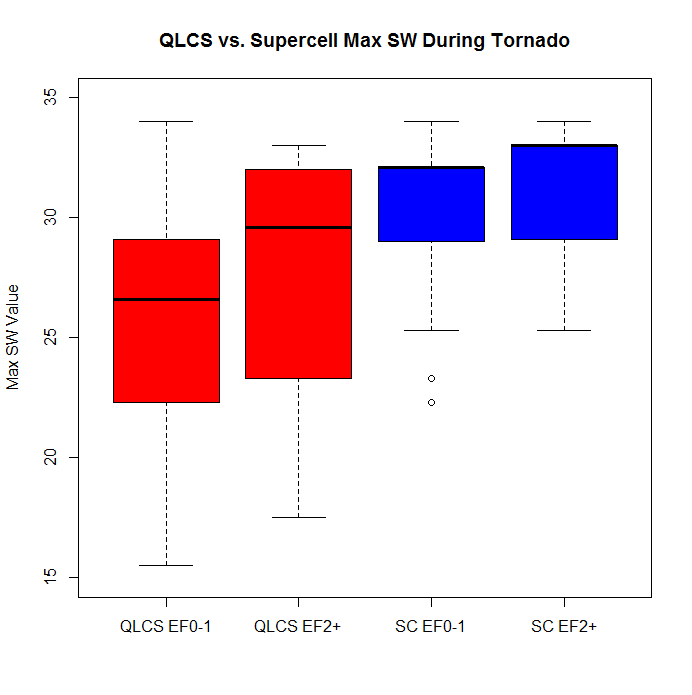 QLCS vs. Supercell Max SW During Tornado
Max SW Value
35
30
25
20
15
QLCS EF0-1
QLCS EF2+
SC EF0-1
SC EF2+